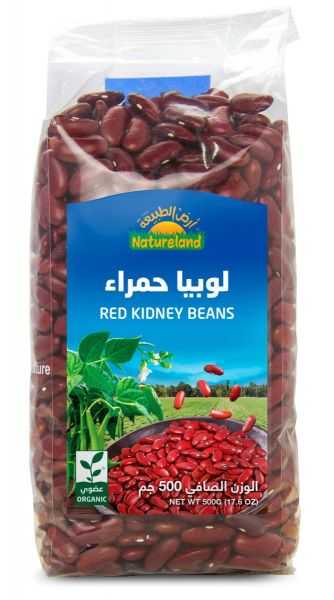 أرض الطبيعة
Natureland
لوبيا حمراء
RED KIDNEY BEANS
ture
عضوي
ORGANIC
الوزن الصافي 500 جم
NET WT 500G (17.6 OZ)